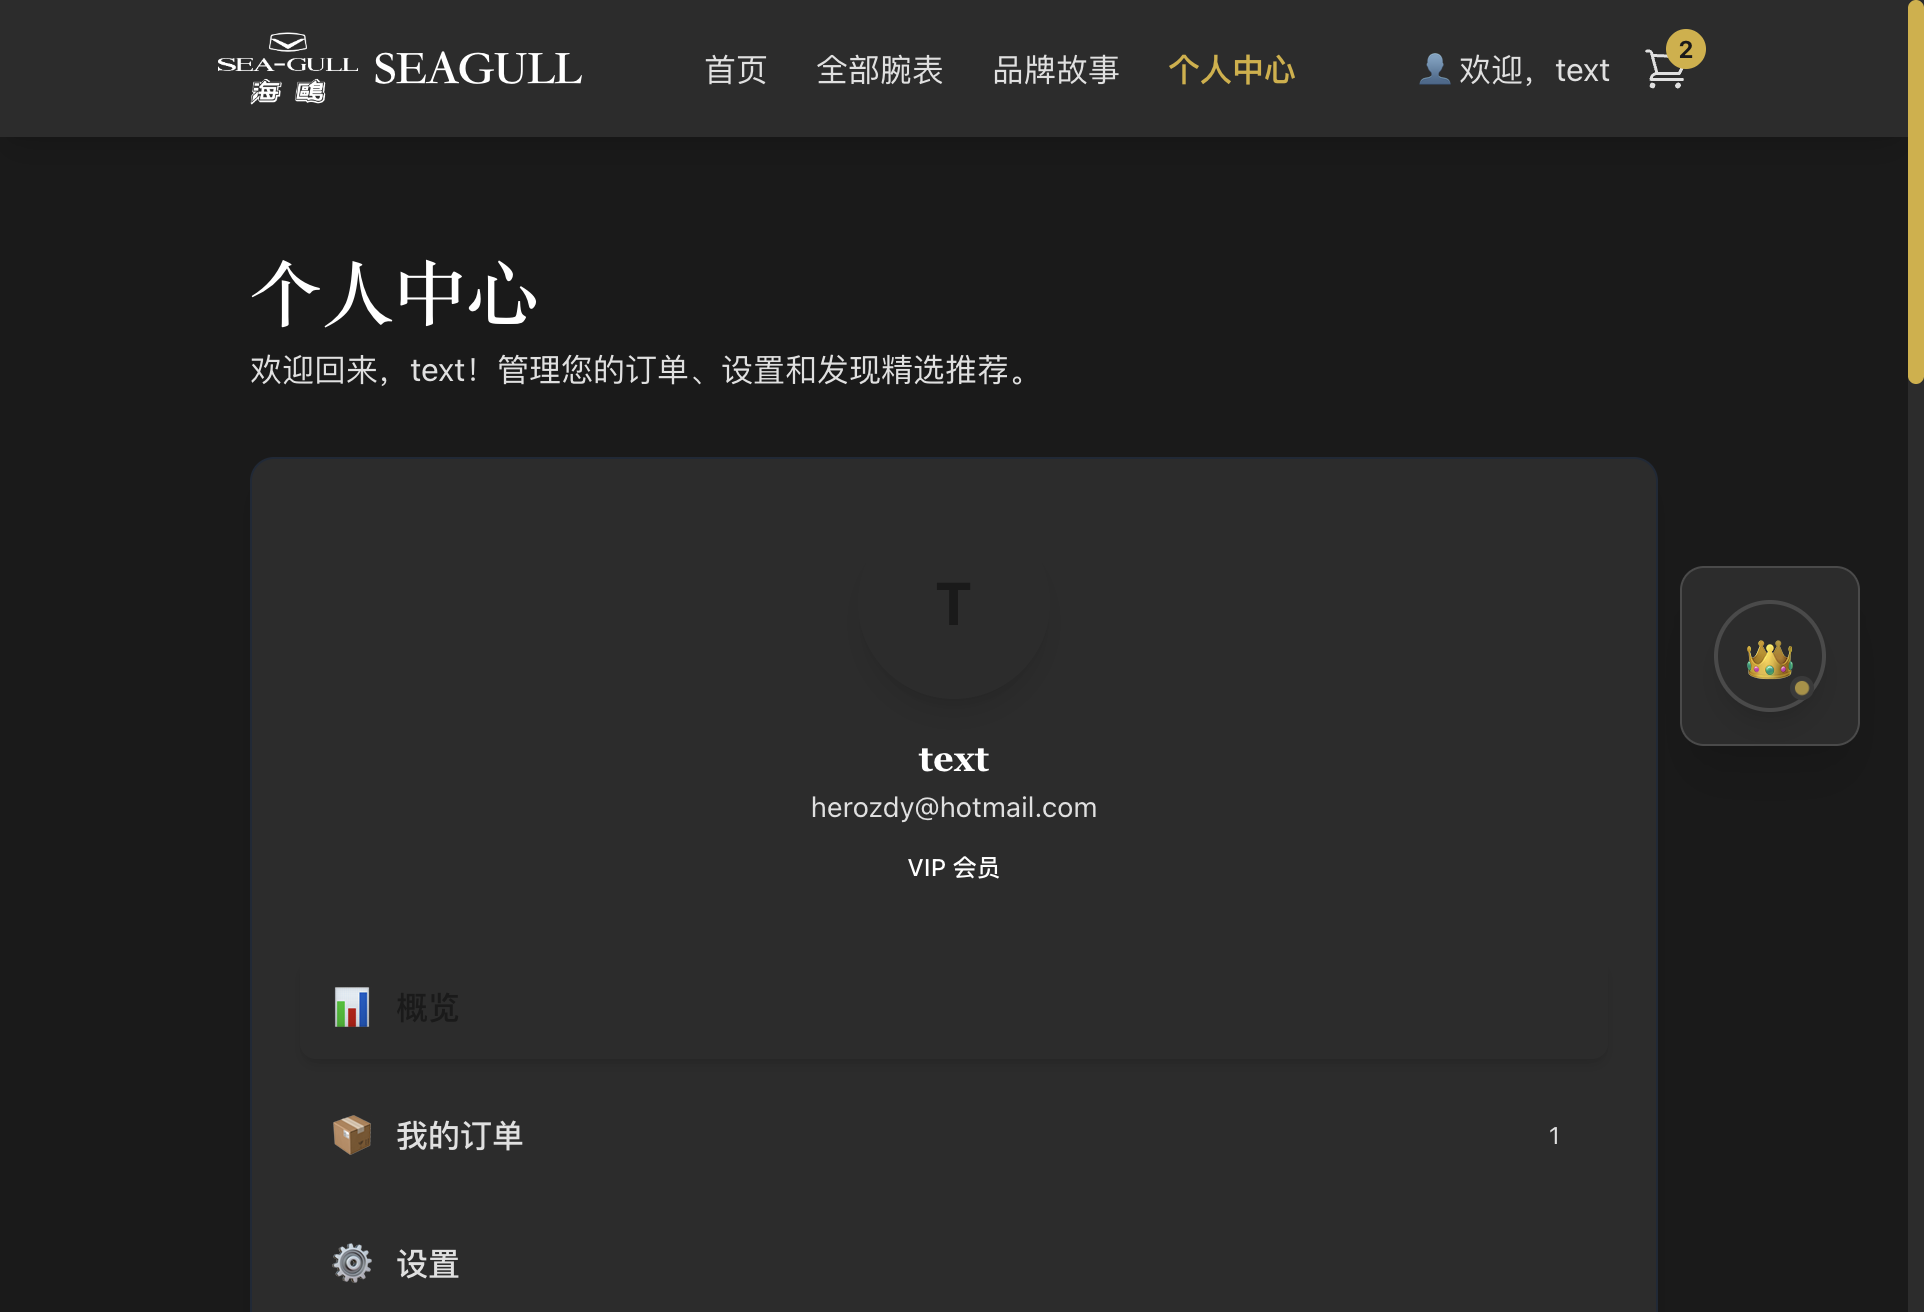 SEA-GULL
海鷗
SEAGULL
首页 全部腕表 品牌故事 个人中心 欢迎，text 2
个人中心
欢迎回来，text！管理您的订单、设置和发现精选推荐。
T
text
herozdy@hotmail.com
VIP 会员
概览
我的订单 1
设置